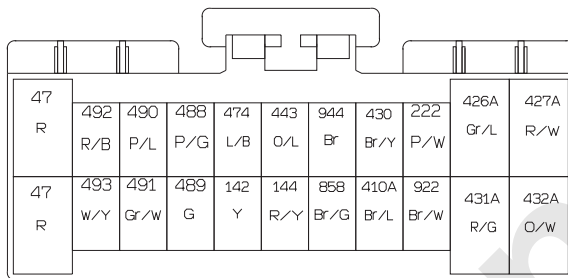 47 492 490 488 474 443 944 430 222 426A 427A
R R/B P/L P/G L/B O/L Br Br/Y P/W Gr/L R/W
47 493 491 489 142 144 858 410A 922 431A 432A
R W/Y Gr/W G Y R/Y Br/G Br/L Br/W R/G O/W